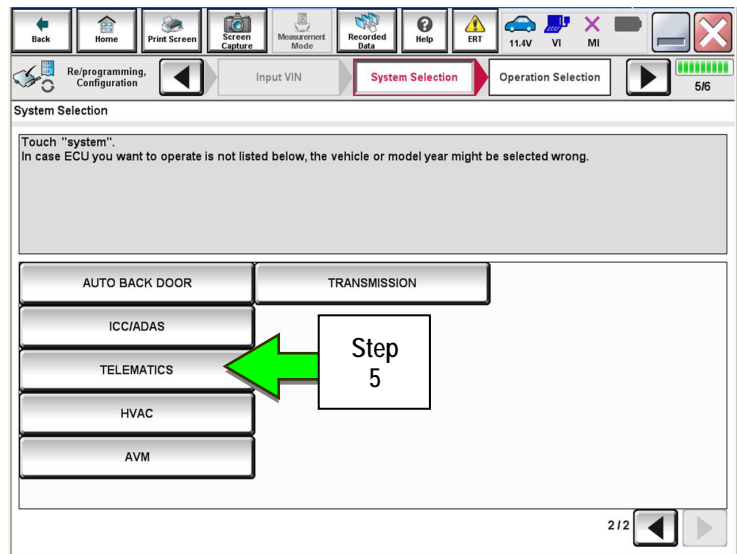 Back
Home
Print Screen
Screen
Capture
Measurement
Mode
Recorded
Data
Help
ERT
11.4V
VI
MI
Re/programming,
Configuration
Input VIN
System Selection
Operation Selection
5/6
System Selection
Touch "system".
In case ECU you want to operate is not listed below, the vehicle or model year might be selected wrong.
AUTO BACK DOOR
TRANSMISSION
ICC/ADAS
TELEMATICS
Step
5
HVAC
AVM
2/2